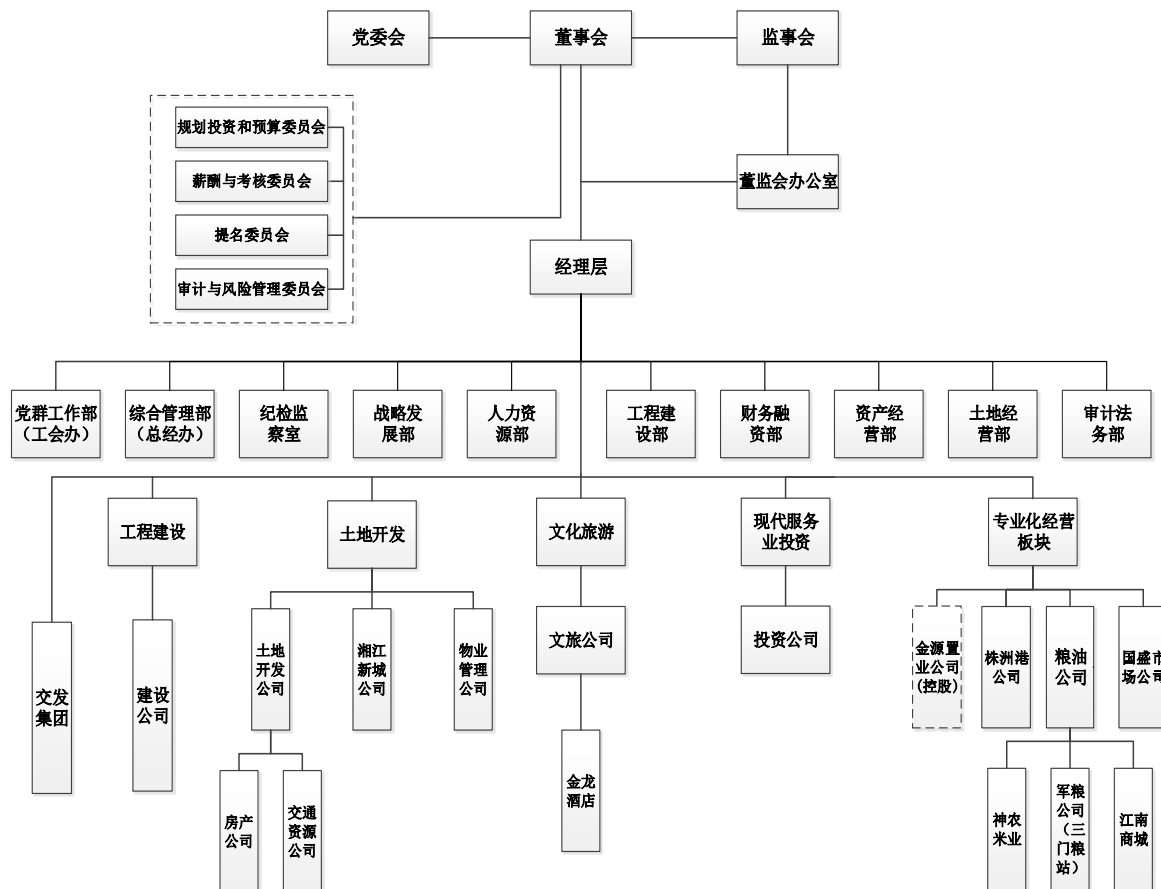 党委会
董事会
监事会
规划投资和预算委员会
薪酬与考核委员会
提名委员会
审计与风险管理委员会
董监会办公室
经理层
党群工作部
（工会办）
综合管理部
（总经办）
纪检监
察室
战略发
展部
人力资
源部
工程建
设部
财务融
资部
资产经
营部
土地经
营部
审计法
务部
工程建设
土地开发
文化旅游
现代服务
业投资
专业化经营
板块
交发
集团
建设
公司
土地
开发
公司
湘江
新城
公司
物业
管理
公司
文旅公司
投资公司
金源置
业公司
(控股)
株洲港
公司
粮油
公司
国盛市
场公司
房产
公司
交通
资源
公司
金龙
酒店
神农
米业
军粮
公司
（三
门粮
站）
江南
商城